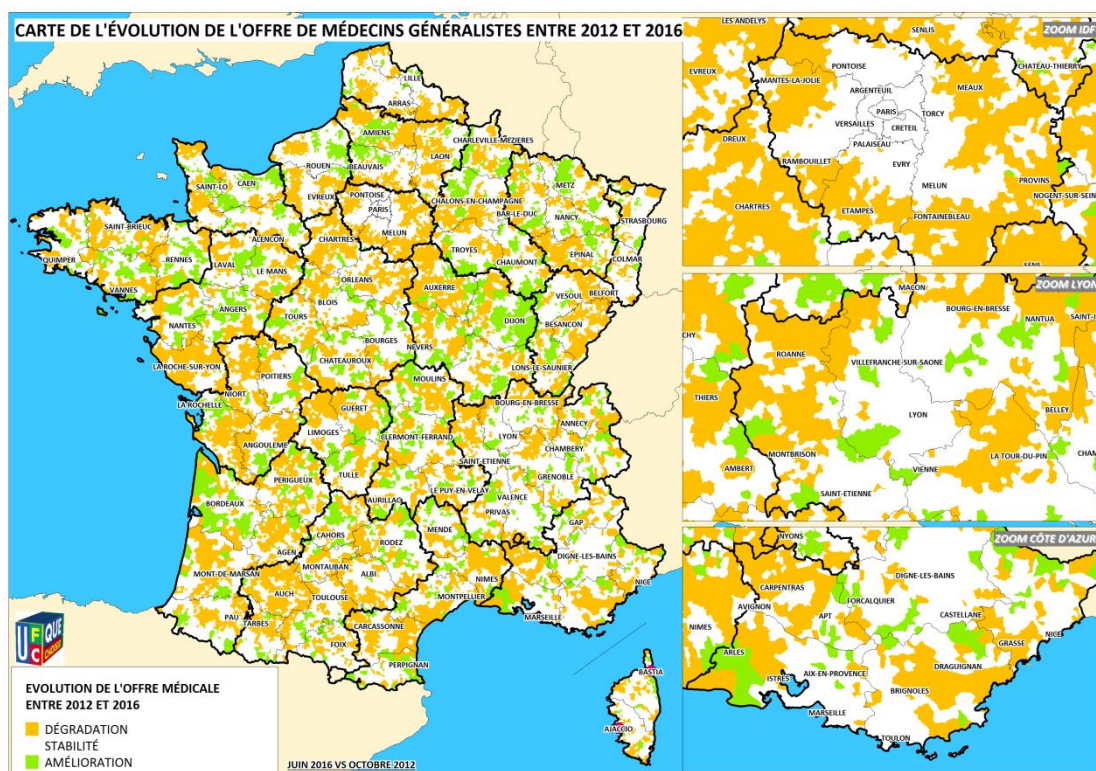 CARTE DE L'ÉVOLUTION DE L'OFFRE DE MÉDECINS GÉNÉRALISTES ENTRE 2012 ET 2016
LILLE
ARRAS
AMIENS
CHARLEVILLE-MEZIERES
ROUEN
BEAUVAIS
LAON
SAINT-LO
CAEN
METZ
EVREUX
PONTOISE
CHALONS-EN-CHAMPAGNE
PARIS
BAR-LE-DUC
NANCY
STRASBOURG
SAINT-BRIEUC
ALENCON
CHARTRES
MELUN
TROYES
EPINAL
COLMAR
QUIMPER
RENNES
LAVAL
LE MANS
CHAUMONT
ORLEANS
AUXERRE
VESOUL
BELFORT
VANNES
ANGERS
BLOIS
TOURS
DIJON
BESANCON
NANTES
BOURGES
NEVERS
LA ROCHE-SUR-YON
CHATEAUROUX
LONS-LE-SAUNIER
POITIERS
MOULINS
NIORT
LA ROCHELLE
GUERET
BOURG-EN-BRESSE
LIMOGES
CLERMONT-FERRAND
LYON
ANNECY
ANGOULEME
CHAMBERY
SAINT-ETIENNE
TULLE
PERIGUEUX
GRENOBLE
LE PUY-EN-VELAY
BORDEAUX
AURILLAC
VALENCE
PRIVAS
CAHORS
MENDE
GAP
AGEN
RODEZ
DIGNE-LES-BAINS
MONT-DE-MARSAN
MONTAUBAN
ALBI
NIMES
AUCH
TOULOUSE
MONTPELLIER
NICE
PAU
TARBES
MARSEILLE
CARCASSONNE
FOIX
PERPIGNAN
BASTIA
AJACCIO
UFC
QUE
CHOISIR
EVOLUTION DE L'OFFRE MÉDICALE
ENTRE 2012 ET 2016
DÉGRADATION
STABILITÉ
AMÉLIORATION
JUIN 2016 VS OCTOBRE 2012
ZOOM IDF
LES ANDELYS
SENLIS
EVREUX
PONTOISE
CHATEAU-THIERRY
MANTES-LA-JOLIE
ARGENTEUIL
MEAUX
PARIS
TORCY
VERSAILLES
CRETEIL
DREUX
PALAISEAU
RAMBOUILLET
EVRY
MELUN
PROVINS
NOGENT-SUR-SEIN
CHARTRES
ETAMPES
FONTAINEBLEAU
ZOOM LYON
MACON
BOURG-EN-BRESSE
NANTUA
SAINT-J
CHY
ROANNE
VILLEFRANCHE-SUR-SAONE
THIERS
LYON
BELLEY
MONTBRISON
LA TOUR-DU-PIN
CHAM
AMBERT
VIENNE
SAINT-ETIENNE
ZOOM CÔTE D'AZUR
NYONS
DIGNE-LES-BAINS
CARPENTRAS
FORCALQUIER
AVIGNON
APT
CASTELLANE
NIMES
NICE
GRASSE
ARLES
DRAGUIGNAN
ISTRES
AIX-EN-PROVENCE
BRIGNOLES
MARSEILLE
TOULON